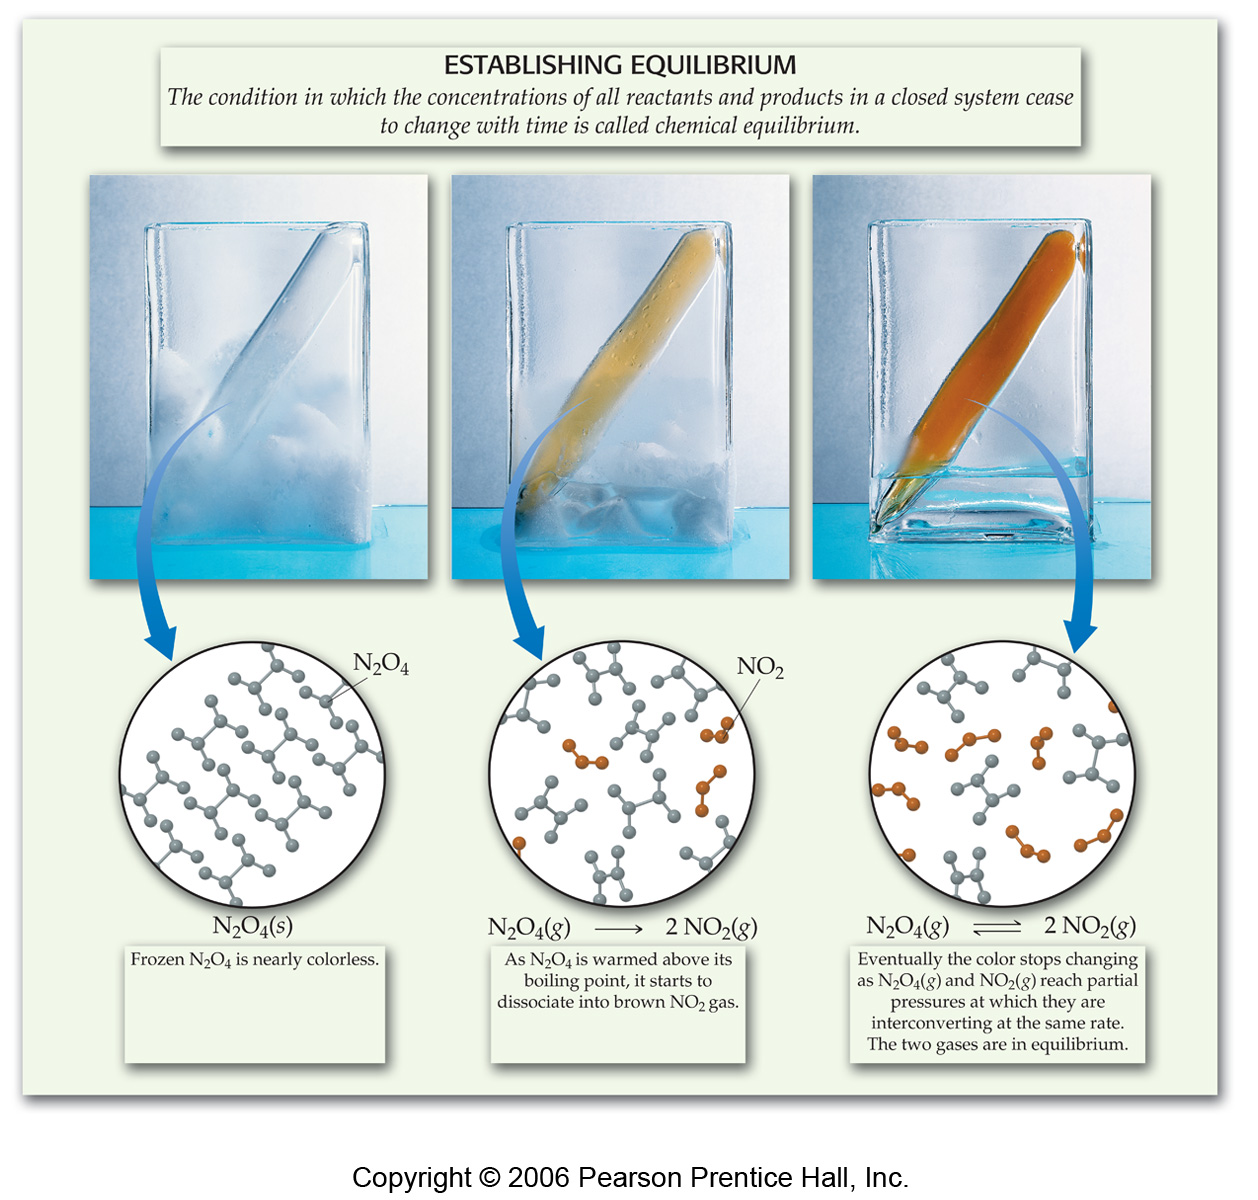 ESTABLISHING EQUILIBRIUM
The condition in which the concentrations of all reactants and products in a closed system cease
to change with time is called chemical equilibrium.
N₂O₄
NO₂
N₂O₄(s)
Frozen N₂O₄ is nearly colorless.
N₂O₄(g) ⟶ 2 NO₂(g)
As N₂O₄ is warmed above its
boiling point, it starts to
dissociate into brown NO₂ gas.
N₂O₄(g) ⇌ 2 NO₂(g)
Eventually the color stops changing
as N₂O₄(g) and NO₂(g) reach partial
pressures at which they are
interconverting at the same rate.
The two gases are in equilibrium.
Copyright © 2006 Pearson Prentice Hall, Inc.